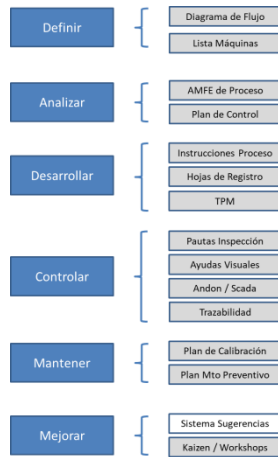 Definir
Diagrama de Flujo
Lista Máquinas
Analizar
AMFE de Proceso
Plan de Control
Desarrollar
Instrucciones Proceso
Hojas de Registro
TPM
Controlar
Pautas Inspección
Ayudas Visuales
Andon / Scada
Trazabilidad
Mantener
Plan de Calibración
Plan Mto Preventivo
Mejorar
Sistema Sugerencias
Kaizen / Workshops